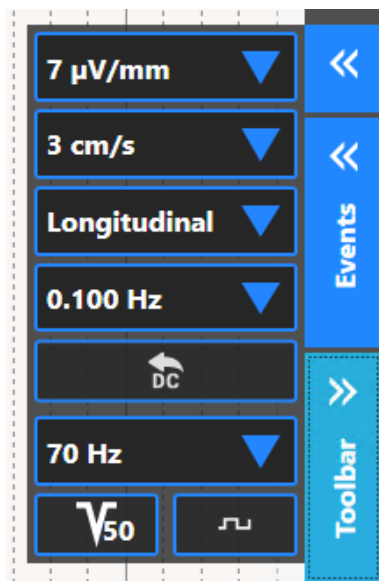 7 µV/mm
3 cm/s
Longitudinal
0.100 Hz
DC
70 Hz
50
Events
Toolbar